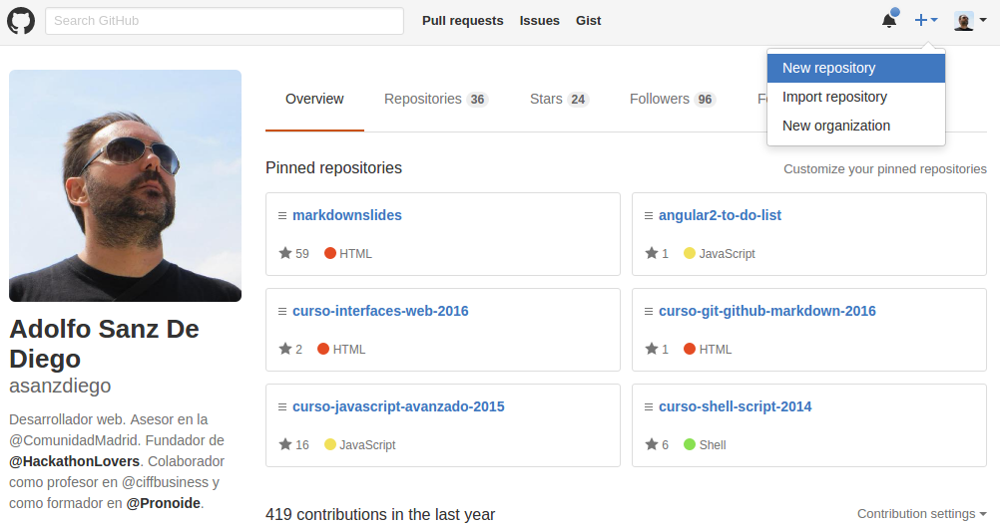 Search GitHub
Pull requests Issues Gist
New repository
Import repository
New organization
Overview Repositories 36 Stars 24 Followers 96
Pinned repositories
Customize your pinned repositories
markdownslides
59 HTML
angular2-to-do-list
1 JavaScript
curso-interfaces-web-2016
2 HTML
curso-git-github-markdown-2016
1 HTML
curso-javascript-avanzado-2015
16 JavaScript
curso-shell-script-2014
6 Shell
Adolfo Sanz De
Diego
asanzdiego
Desarrollador web. Asesor en la
@ComunidadMadrid. Fundador de
@HackathonLovers. Colaborador
como profesor en @ciffbusiness y
como formador en @Pronoide.
419 contributions in the last year
Contribution settings